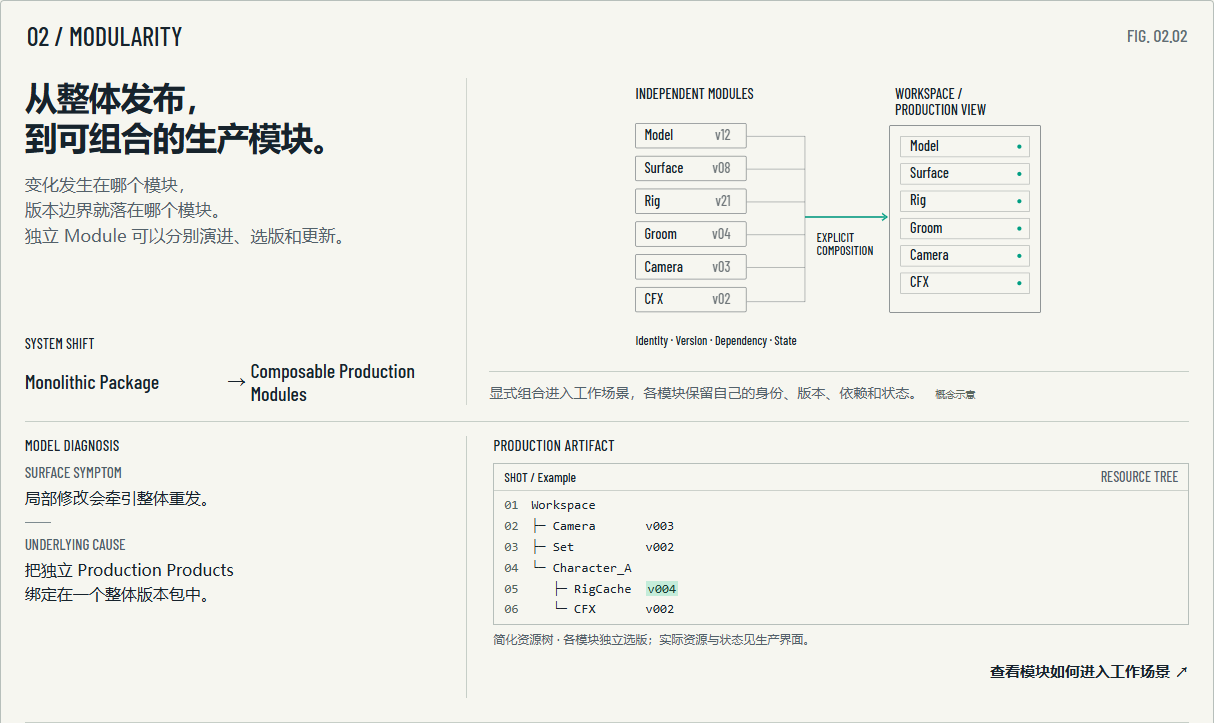 02 / MODULARITY
FIG. 02.02
从整体发布，
到可组合的生产模块。
变化发生在哪个模块，
版本边界就落在哪个模块。
独立 Module 可以分别演进、选版和更新。
SYSTEM SHIFT
Monolithic Package
→
Composable Production
Modules
INDEPENDENT MODULES
Model v12
Surface v08
Rig v21
Groom v04
Camera v03
CFX v02
EXPLICIT
COMPOSITION
WORKSPACE /
PRODUCTION VIEW
Model
Surface
Rig
Groom
Camera
CFX
Identity · Version · Dependency · State
显式组合进入工作场景，各模块保留自己的身份、版本、依赖和状态。 概念示意
MODEL DIAGNOSIS
SURFACE SYMPTOM
局部修改会牵引整体重发。
UNDERLYING CAUSE
把独立 Production Products
绑定在一个整体版本包中。
PRODUCTION ARTIFACT
SHOT / Example RESOURCE TREE
01 Workspace
02 ├─ Camera v003
03 ├─ Set v002
04 └─ Character_A
05 ├─ RigCache v004
06 └─ CFX v002
简化资源树 · 各模块独立选版；实际资源与状态见生产界面。
查看模块如何进入工作场景 ↗